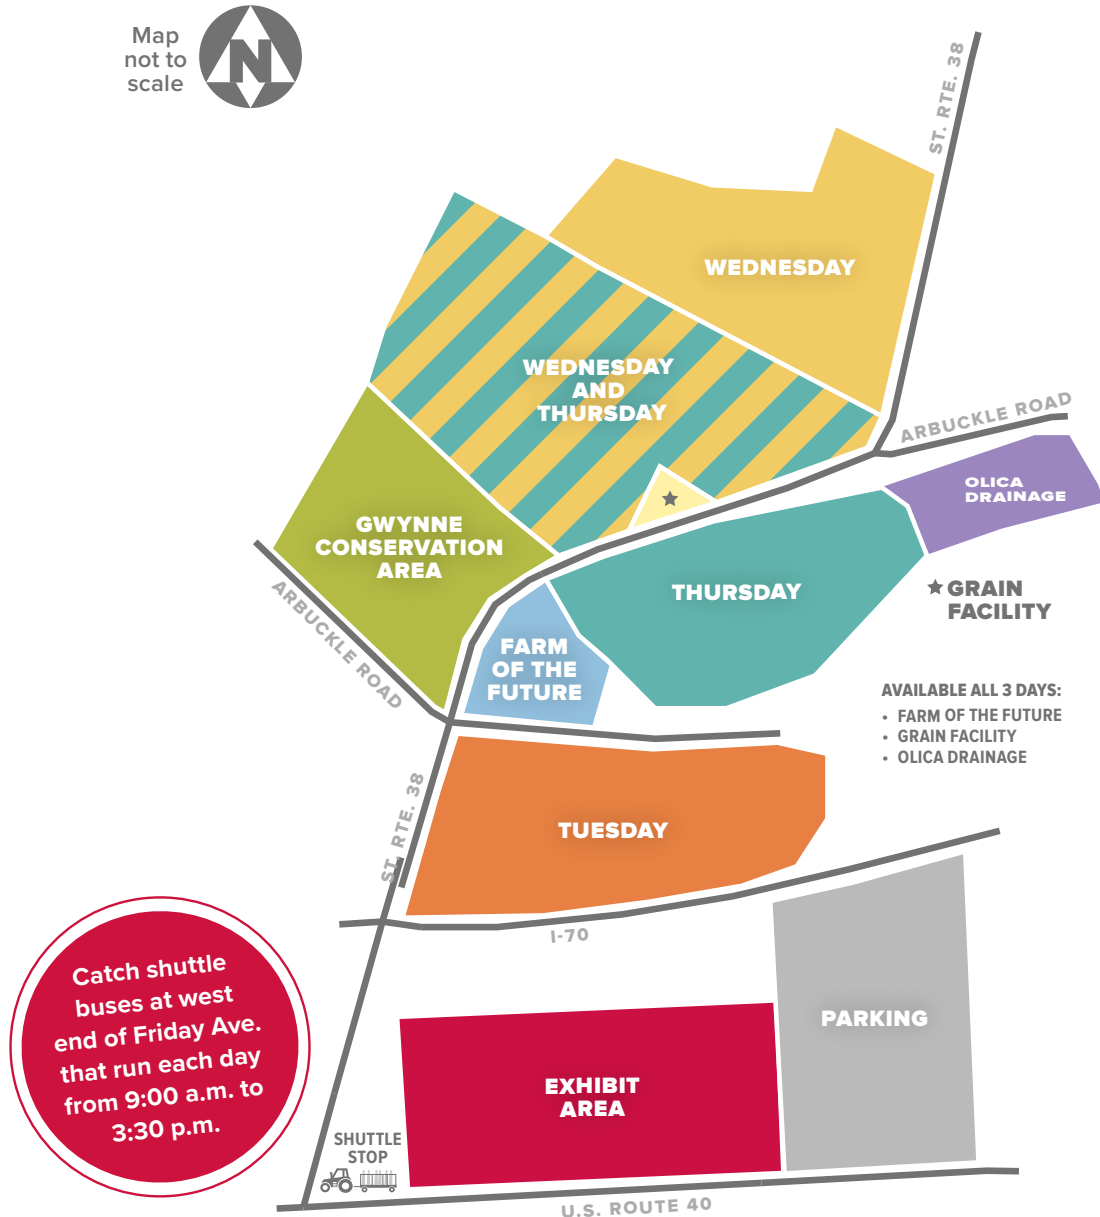 Map
not to
scale
N
ST. RTE. 38
WEDNESDAY
WEDNESDAY
AND
THURSDAY
ARBUCKLE ROAD
OLICA
DRAINAGE
GWYNNE
CONSERVATION
AREA
THURSDAY
GRAIN
FACILITY
ARBUCKLE ROAD
FARM
OF THE
FUTURE
AVAILABLE ALL 3 DAYS:
• FARM OF THE FUTURE
• GRAIN FACILITY
• OLICA DRAINAGE
ST. RTE. 38
TUESDAY
I-70
Catch shuttle
buses at west
end of Friday Ave.
that run each day
from 9:00 a.m. to
3:30 p.m.
PARKING
EXHIBIT
AREA
SHUTTLE
STOP
U.S. ROUTE 40